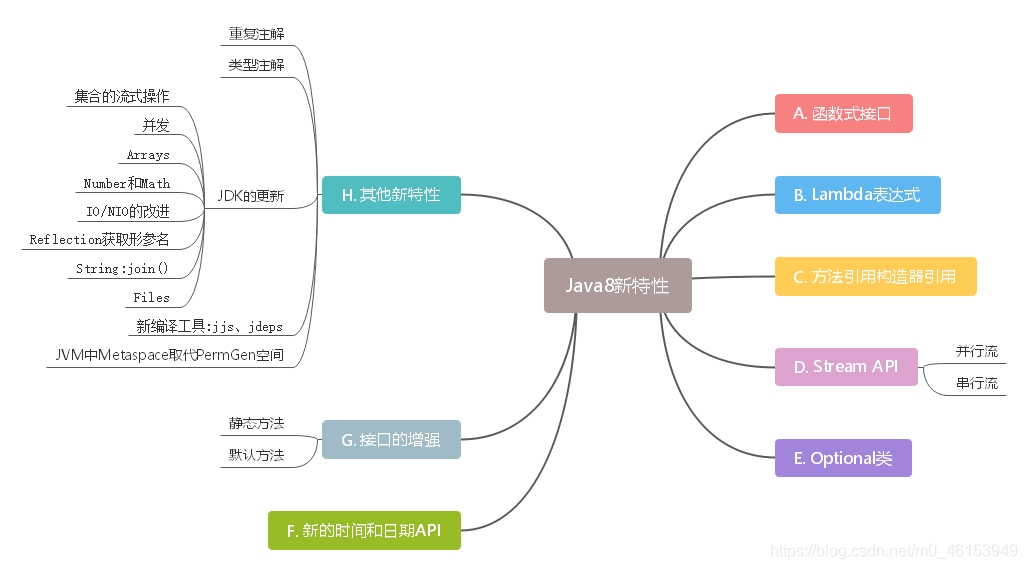 Java8新特性
A. 函数式接口
B. Lambda表达式
C. 方法引用构造器引用
D. Stream API
并行流
串行流
E. Optional类
F. 新的时间和日期API
G. 接口的增强
静态方法
默认方法
H. 其他新特性
重复注解
类型注解
JDK的更新
集合的流式操作
并发
Arrays
Number和Math
IO/NIO的改进
Reflection获取形参名
String:join()
Files
新编译工具:jjs、jdeps
JVM中Metaspace取代PermGen空间
https://blog.csdn.net/m0_46153949